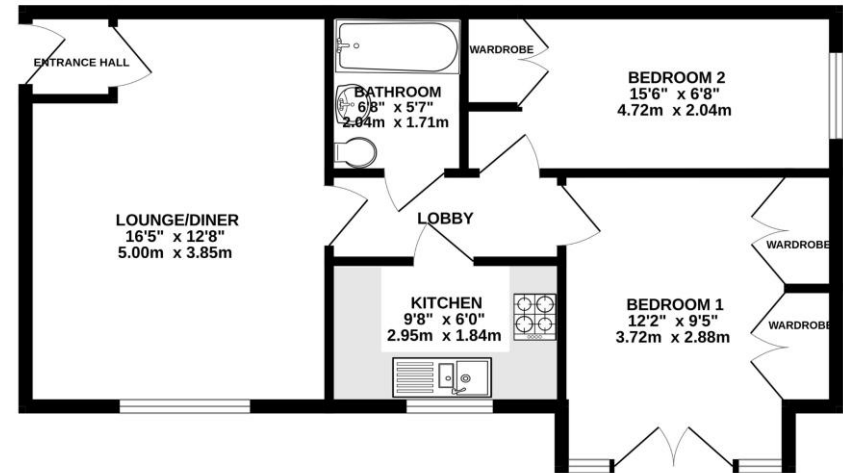 ENTRANCE HALL
BATHROOM
6'8" x 5'7"
2.04m x 1.71m
WARDROBE
BEDROOM 2
15'6" x 6'8"
4.72m x 2.04m
LOUNGE/DINER
16'5" x 12'8"
5.00m x 3.85m
LOBBY
WARDROBE
KITCHEN
9'8" x 6'0"
2.95m x 1.84m
BEDROOM 1
12'2" x 9'5"
3.72m x 2.88m
WARDROBE